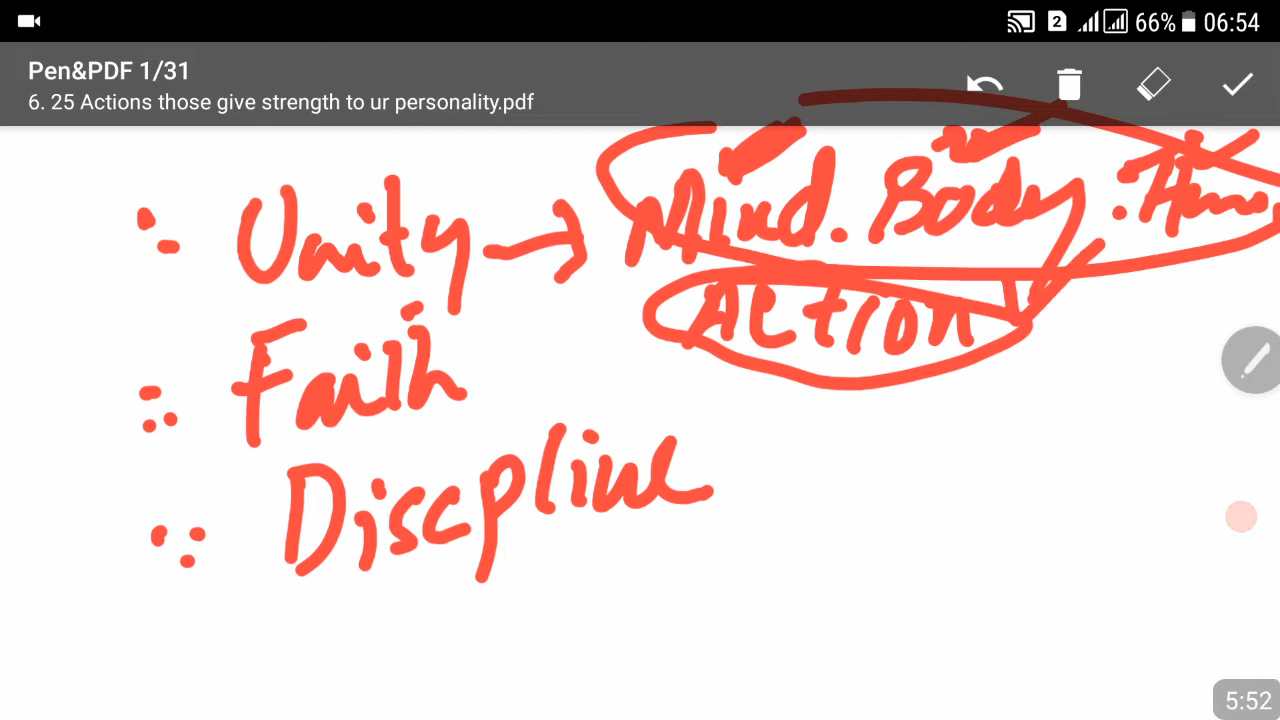 2 66% 06:54
Pen&PDF 1/31
6. 25 Actions those give strength to ur personality.pdf
Unity → Mind. Body.
Action
Faith
Discpline
5:52